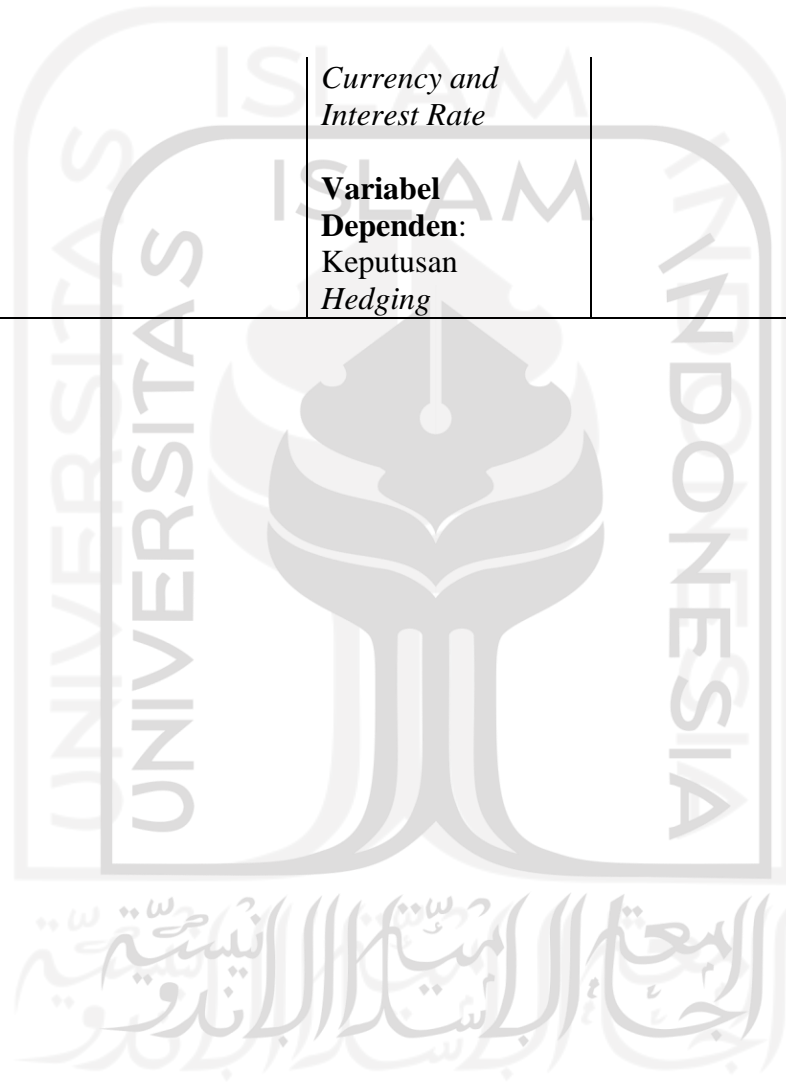 Currency and
Interest Rate
Variabel
Dependen:
Keputusan
Hedging
ISLAM
UNIVERSITAS
INDONESIA